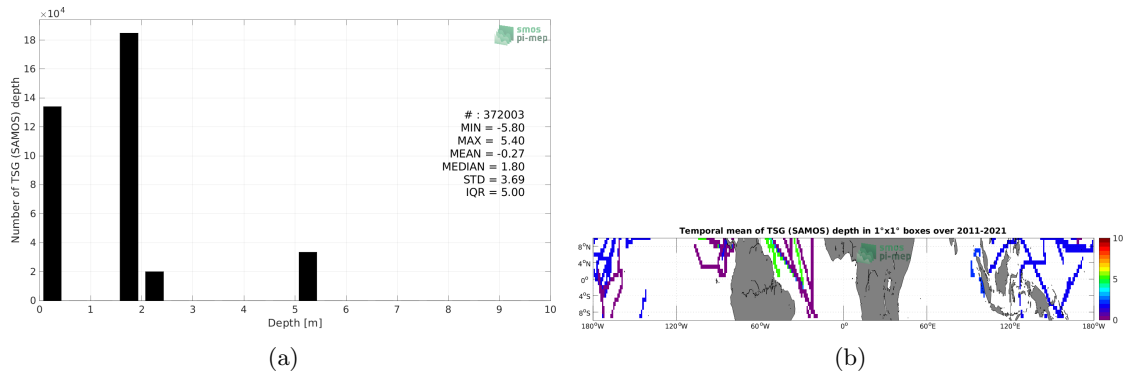 ×10⁴
18
16
14
12
10
8
6
4
2
0
Number of TSG (SAMOS) depth
0 1 2 3 4 5 6 7 8 9 10
Depth [m]
smos
pi-mep
# : 372003
MIN = -5.80
MAX = 5.40
MEAN = -0.27
MEDIAN = 1.80
STD = 3.69
IQR = 5.00
(a)
Temporal mean of TSG (SAMOS) depth in 1°x1° boxes over 2011-2021
smos
pi-mep
8°N
4°N
0°
4°S
8°S
180°W 120°W 60°W 0° 60°E 120°E 180°W
10
5
0
(b)